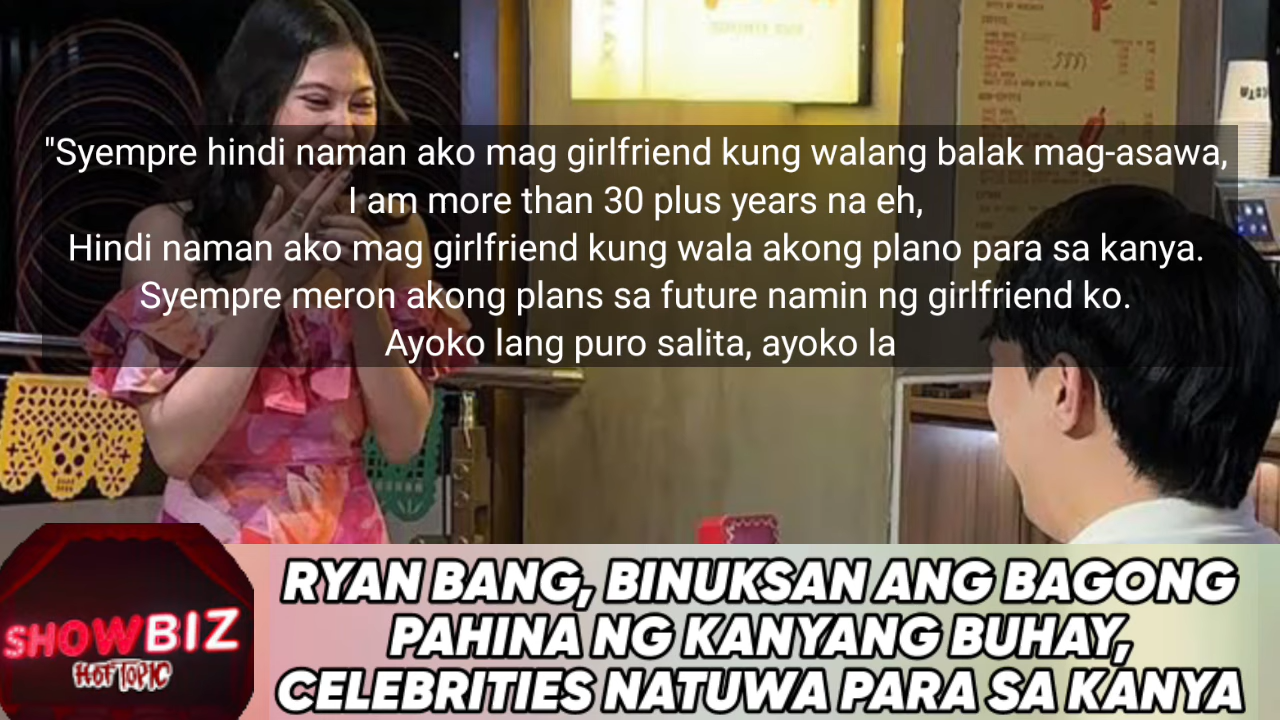 "Syempre hindi naman ako mag girlfriend kung walang balak mag-asawa,
I am more than 30 plus years na eh,
Hindi naman ako mag girlfriend kung wala akong plano para sa kanya.
Syempre meron akong plans sa future namin ng girlfriend ko.
Ayoko lang puro salita, ayoko la
SHOWBIZ
HOT TOPIC
RYAN BANG, BINUKSAN ANG BAGONG
PAHINA NG KANYANG BUHAY,
CELEBRITIES NATUWA PARA SA KANYA